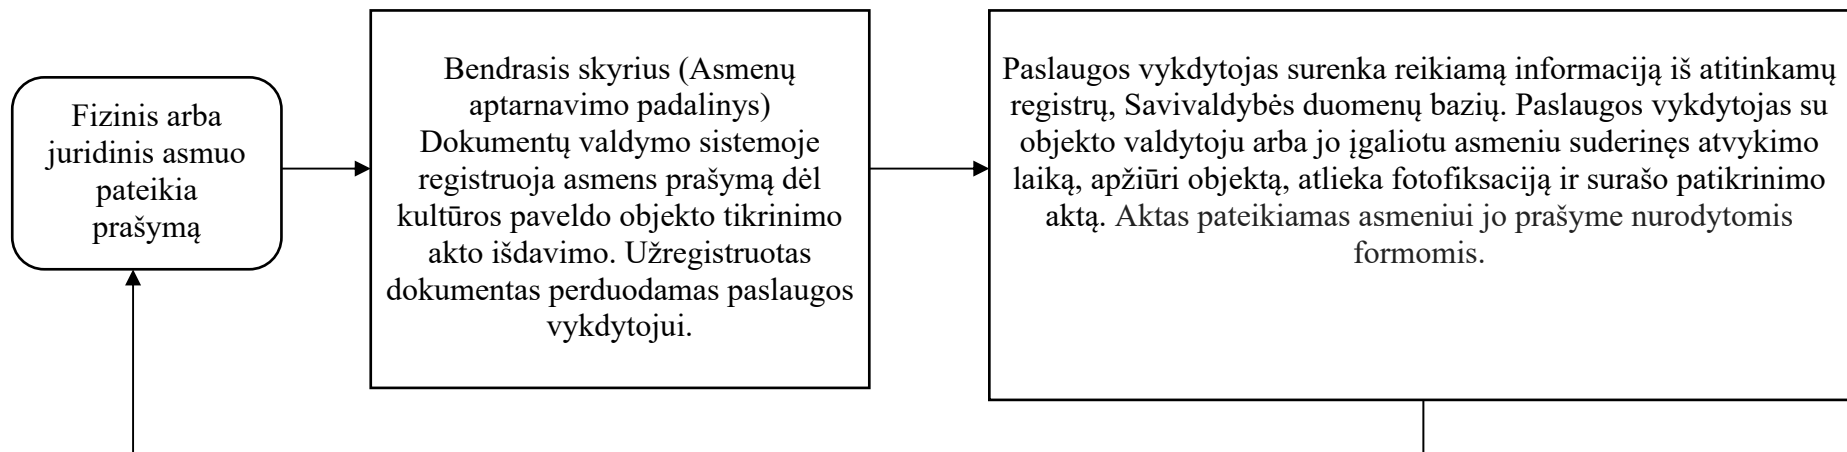 Fizinis arba
juridinis asmuo
pateikia
prašymą
Bendrasis skyrius (Asmenų
aptarnavimo padalinys)
Dokumentų valdymo sistemoje
registruoja asmens prašymą dėl
kultūros paveldo objekto tikrinimo
akto išdavimo. Užregistruotas
dokumentas perduodamas paslaugos
vykdytojui.
Paslaugos vykdytojas surenka reikiamą informaciją iš atitinkamų
registrų, Savivaldybės duomenų bazių. Paslaugos vykdytojas su
objekto valdytoju arba jo įgaliotu asmeniu suderinęs atvykimo
laiką, apžiūri objektą, atlieka fotofiksaciją ir surašo patikrinimo
aktą. Aktas pateikiamas asmeniui jo prašyme nurodytomis
formomis.